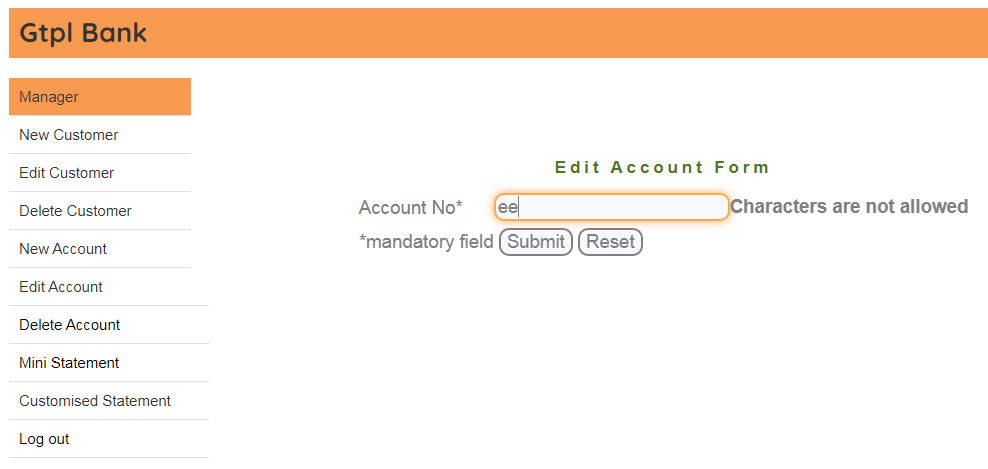 Gtpl Bank
Manager
New Customer
Edit Customer
Delete Customer
New Account
Edit Account
Delete Account
Mini Statement
Customised Statement
Log out
Edit Account Form
Account No* ee Characters are not allowed
*mandatory field Submit Reset